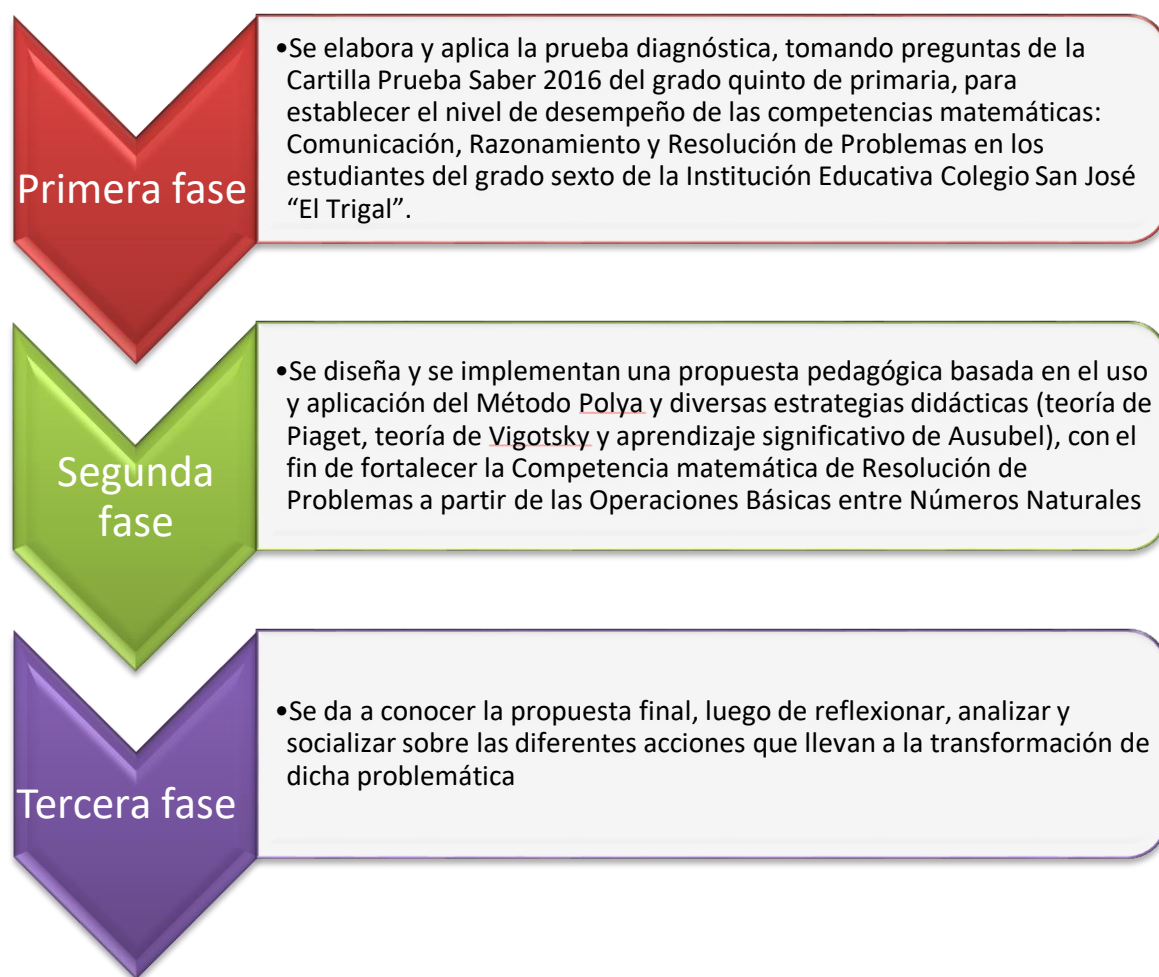 Primera fase
•Se elabora y aplica la prueba diagnóstica, tomando preguntas de la
Cartilla Prueba Saber 2016 del grado quinto de primaria, para
establecer el nivel de desempeño de las competencias matemáticas:
Comunicación, Razonamiento y Resolución de Problemas en los
estudiantes del grado sexto de la Institución Educativa Colegio San José
“El Trigal”.
Segunda
fase
•Se diseña y se implementan una propuesta pedagógica basada en el uso
y aplicación del Método Polya y diversas estrategias didácticas (teoría de
Piaget, teoría de Vigotsky y aprendizaje significativo de Ausubel), con el
fin de fortalecer la Competencia matemática de Resolución de
Problemas a partir de las Operaciones Básicas entre Números Naturales
Tercera fase
•Se da a conocer la propuesta final, luego de reflexionar, analizar y
socializar sobre las diferentes acciones que llevan a la transformación de
dicha problemática